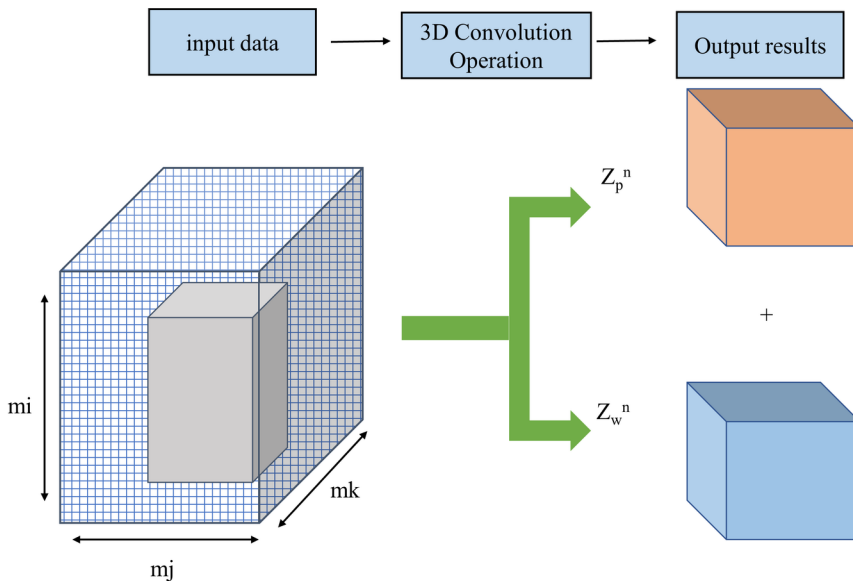 input data
3D Convolution
Operation
Output results
Z_p^n
+
mi
Z_w^n
mk
mj